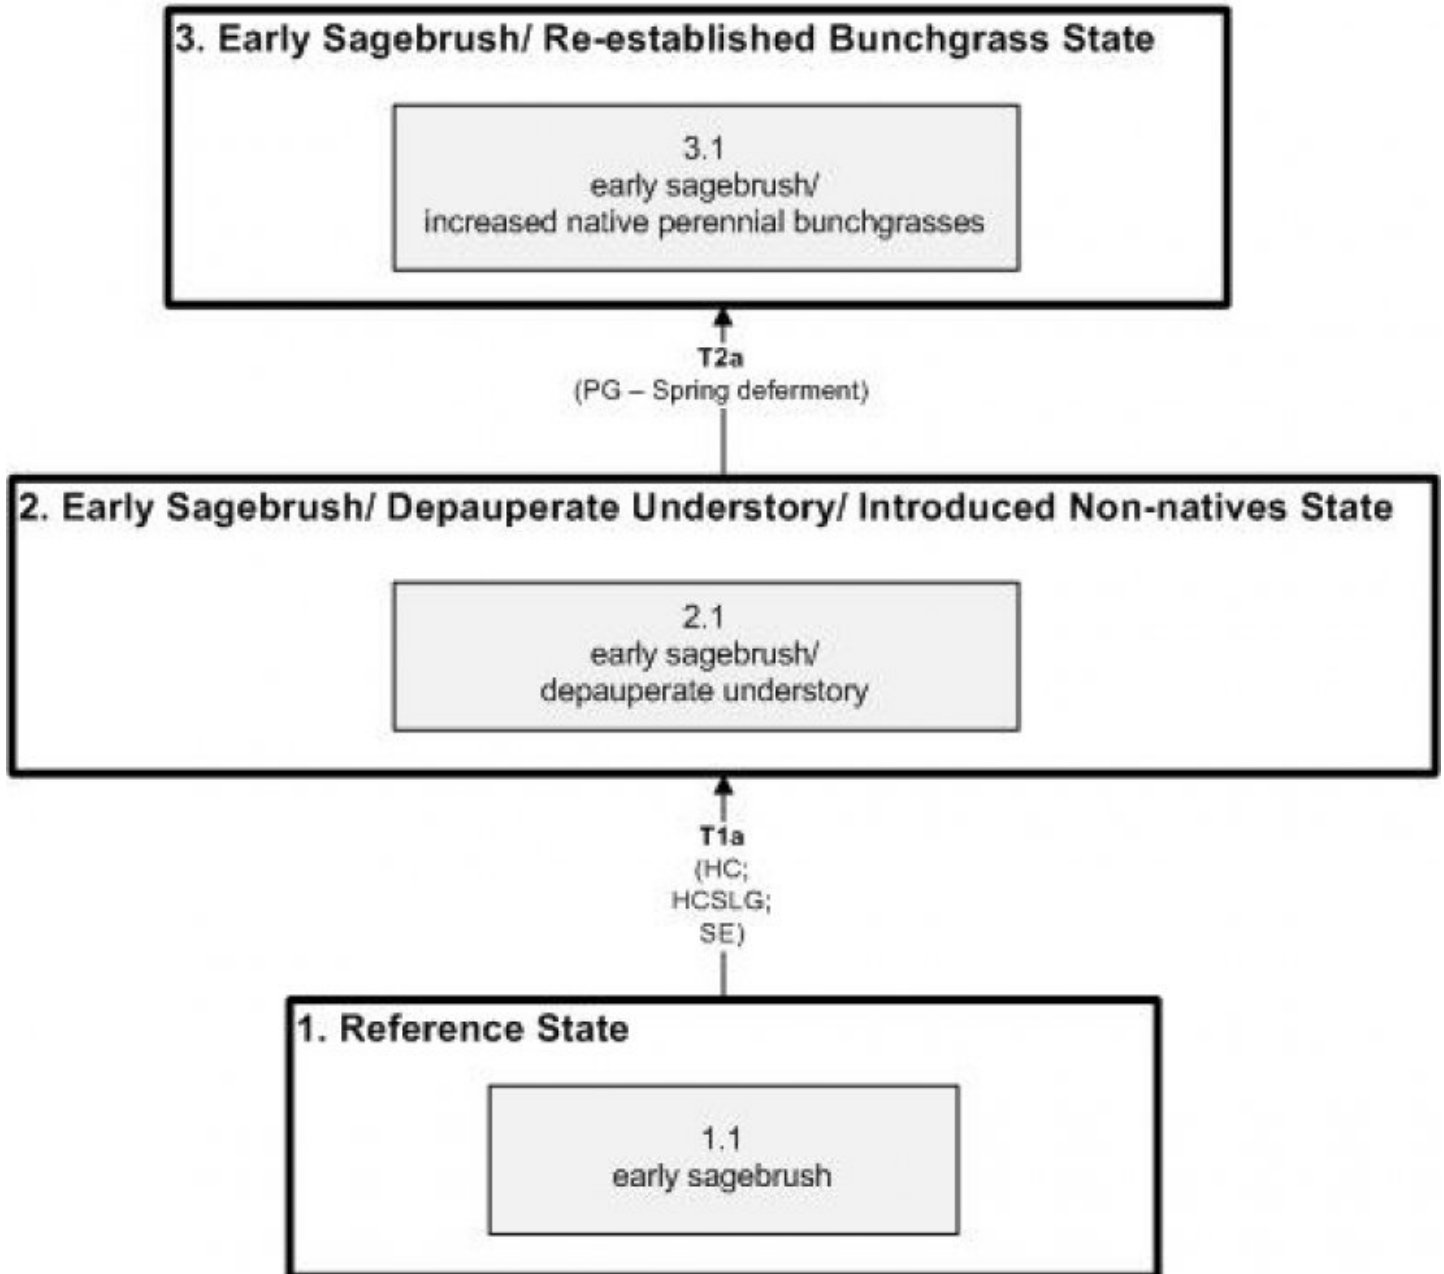 3. Early Sagebrush/ Re-established Bunchgrass State
3.1
early sagebrush/
increased native perennial bunchgrasses
T2a
(PG – Spring deferment)
2. Early Sagebrush/ Depauperate Understory/ Introduced Non-natives State
2.1
early sagebrush/
depauperate understory
T1a
(HC;
HCSLG;
SE)
1. Reference State
1.1
early sagebrush